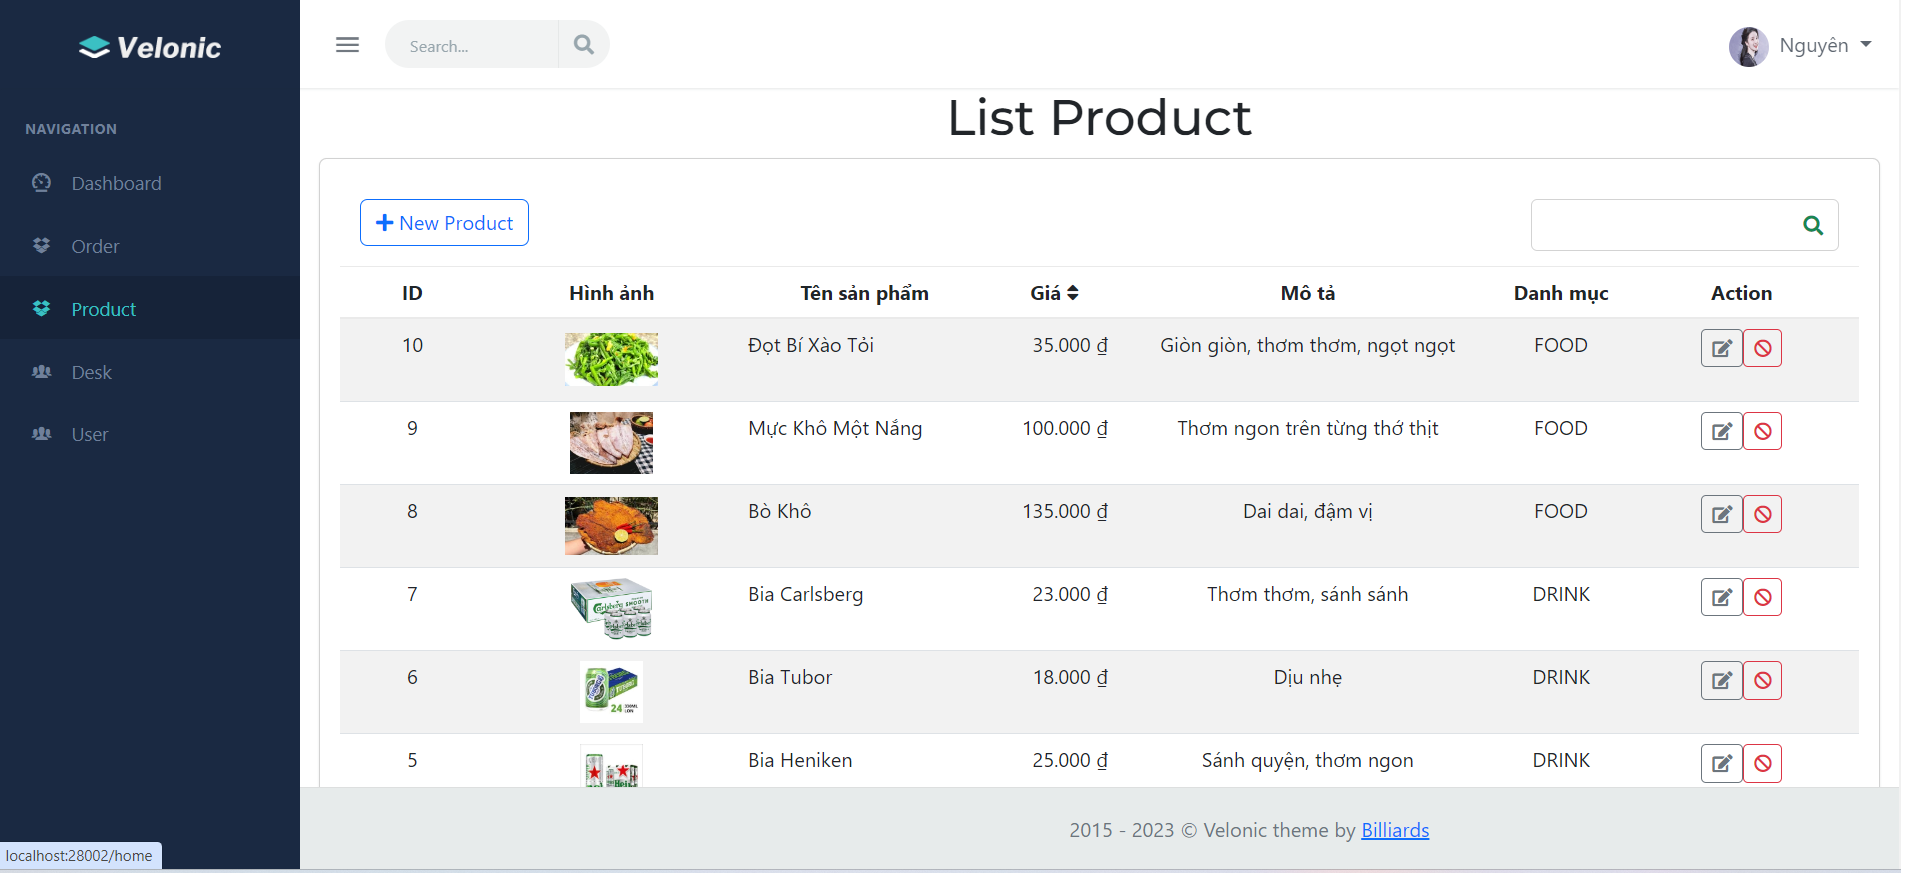 Velonic
Search...
Nguyên
NAVIGATION
Dashboard
Order
Product
Desk
User
List Product
New Product
ID Hình ảnh Tên sản phẩm Giá Mô tả Danh mục Action
10 Đọt Bí Xào Tỏi 35.000 ₫ Giòn giòn, thơm thơm, ngọt ngọt FOOD
9 Mực Khô Một Nắng 100.000 ₫ Thơm ngon trên từng thớ thịt FOOD
8 Bò Khô 135.000 ₫ Dai dai, đậm vị FOOD
7 Bia Carlsberg 23.000 ₫ Thơm thơm, sánh sánh DRINK
Carlsberg SMOOTH
6 Bia Tubor 18.000 ₫ Dịu nhẹ DRINK
24 330ML
LON
5 Bia Heniken 25.000 ₫ Sánh quyện, thơm ngon DRINK
2015 - 2023 © Velonic theme by Billiards
localhost:28002/home